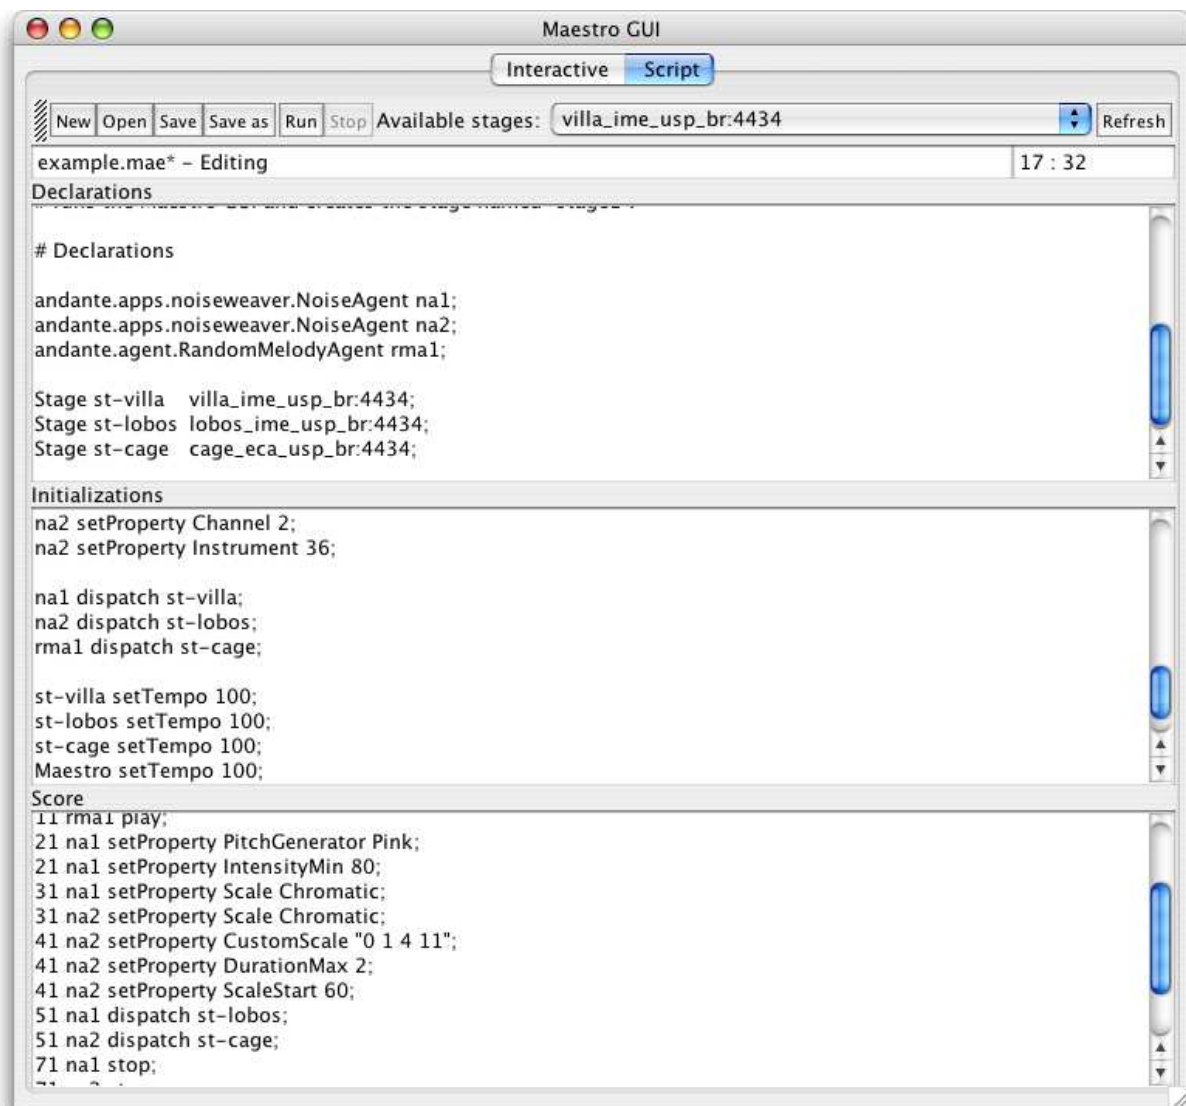 Maestro GUI
Interactive Script
New Open Save Save as Run Stop Available stages: villa_ime_usp_br:4434 Refresh
example.mae* – Editing 17 : 32
Declarations
# Declarations
andante.apps.noiseweaver.NoiseAgent na1;
andante.apps.noiseweaver.NoiseAgent na2;
andante.agent.RandomMelodyAgent rma1;
Stage st-villa villa_ime_usp_br:4434;
Stage st-lobos lobos_ime_usp_br:4434;
Stage st-cage cage_eca_usp_br:4434;
Initializations
na2 setProperty Channel 2;
na2 setProperty Instrument 36;
na1 dispatch st-villa;
na2 dispatch st-lobos;
rma1 dispatch st-cage;
st-villa setTempo 100;
st-lobos setTempo 100;
st-cage setTempo 100;
Maestro setTempo 100;
Score
11 rma1 play;
21 na1 setProperty PitchGenerator Pink;
21 na1 setProperty IntensityMin 80;
31 na1 setProperty Scale Chromatic;
31 na2 setProperty Scale Chromatic;
41 na2 setProperty CustomScale "0 1 4 11";
41 na2 setProperty DurationMax 2;
41 na2 setProperty ScaleStart 60;
51 na1 dispatch st-lobos;
51 na2 dispatch st-cage;
71 na1 stop;